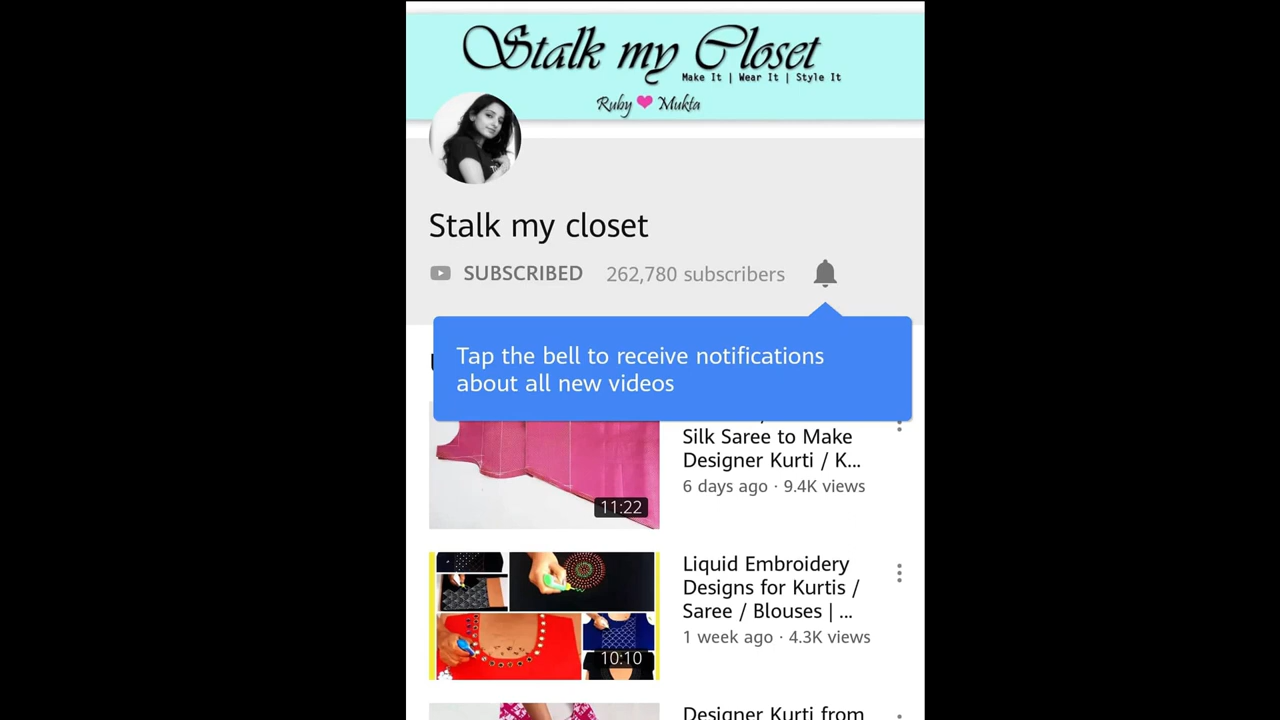 Stalk my Closet
Make It | Wear It | Style It
Ruby Mukta
Stalk my closet
SUBSCRIBED 262,780 subscribers
Tap the bell to receive notifications
about all new videos
Silk Saree to Make
Designer Kurti / K...
6 days ago · 9.4K views
11:22
Liquid Embroidery
Designs for Kurtis /
Saree / Blouses | ...
1 week ago · 4.3K views
10:10
Designer Kurti from